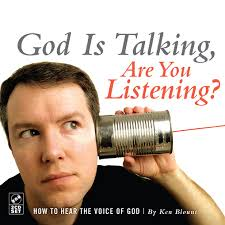 God Is Talking,
Are You
Listening?
HOW TO HEAR THE VOICE OF GOD | By Ken Blount